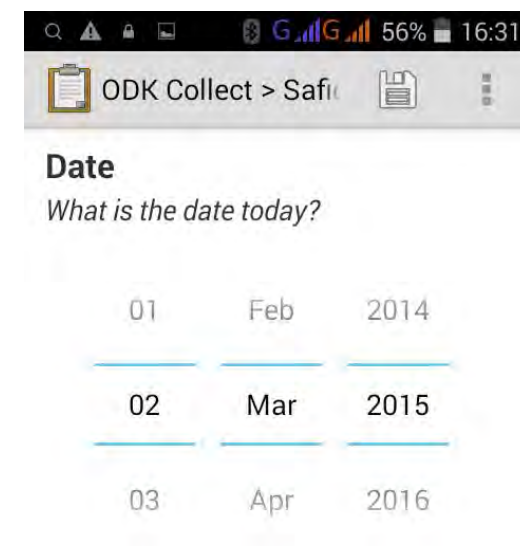 G G 56% 16:31
ODK Collect > Safi
Date
What is the date today?
01 Feb 2014
02 Mar 2015
03 Apr 2016